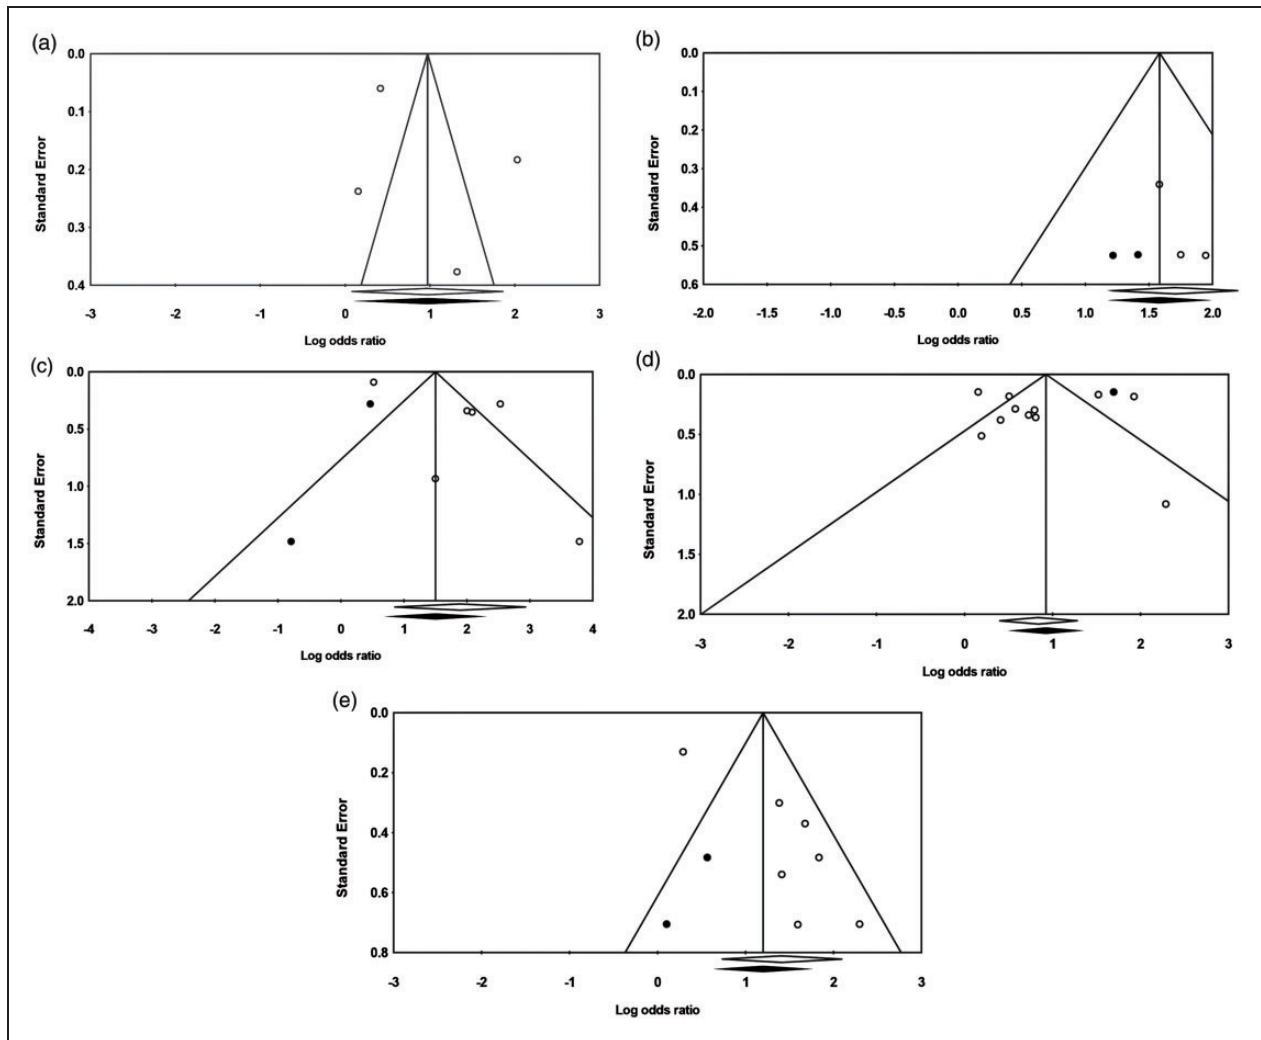 (a)
0.0
0.1
0.2
0.3
0.4
Standard Error
-3 -2 -1 0 1 2 3
Log odds ratio
(b)
0.0
0.1
0.2
0.3
0.4
0.5
0.6
Standard Error
-2.0 -1.5 -1.0 -0.5 0.0 0.5 1.0 1.5 2.0
Log odds ratio
(c)
0.0
0.5
1.0
1.5
2.0
Standard Error
-4 -3 -2 -1 0 1 2 3 4
Log odds ratio
(d)
0.0
0.5
1.0
1.5
2.0
Standard Error
-3 -2 -1 0 1 2 3
Log odds ratio
(e)
0.0
0.2
0.4
0.6
0.8
Standard Error
-3 -2 -1 0 1 2 3
Log odds ratio